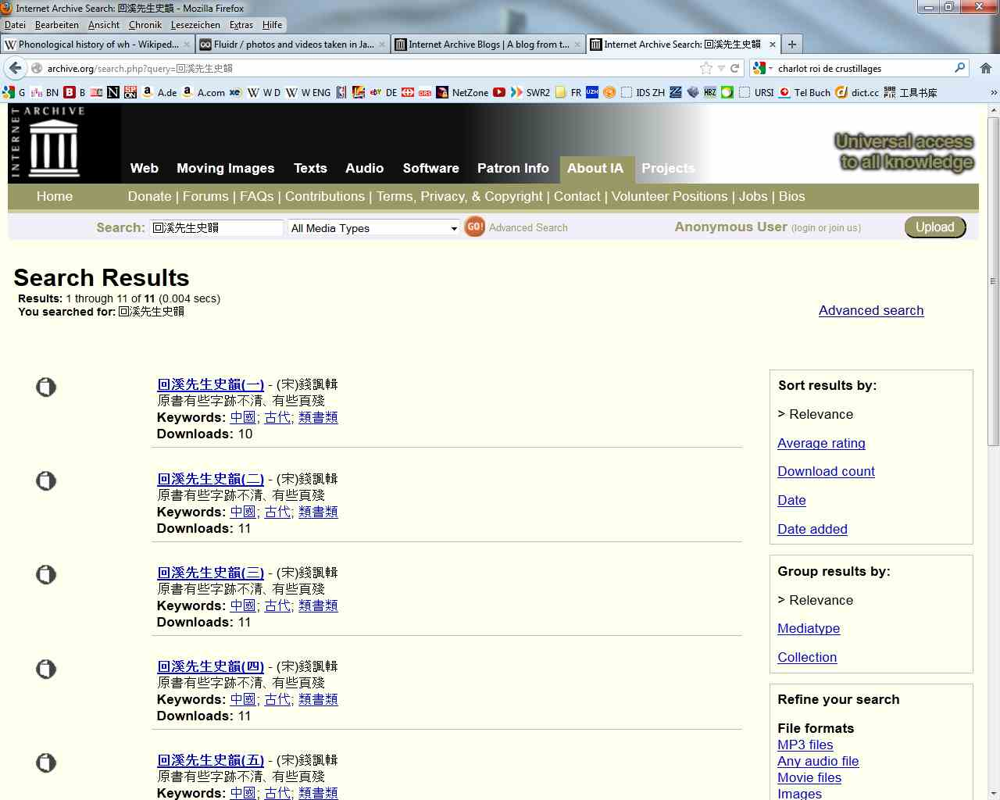 Internet Archive Search: 回溪先生史韻 - Mozilla Firefox
Datei Bearbeiten Ansicht Chronik Lesezeichen Extras Hilfe
Phonological history of wh - Wikiped... Fluidr / photos and videos taken in Ja... Internet Archive Blogs | A blog from t... Internet Archive Search: 回溪先生史韻
archive.org/search.php?query=回溪先生史韻 charlot roi de crustillages
G BN B A.de A.com W D W ENG DE NetZone SWR2 FR UZH IDS ZH HBZ URSI Tel Buch dict.cc 工具书库
INTERNET ARCHIVE
Universal access
to all knowledge
Web Moving Images Texts Audio Software Patron Info About IA Projects
Home Donate | Forums | FAQs | Contributions | Terms, Privacy, & Copyright | Contact | Volunteer Positions | Jobs | Bios
Search: 回溪先生史韻 All Media Types GO! Advanced Search Anonymous User (login or join us) Upload
Search Results
Results: 1 through 11 of 11 (0.004 secs)
You searched for: 回溪先生史韻
Advanced search
回溪先生史韻(一) - (宋)錢諷輯
原書有些字跡不清、有些頁殘
Keywords: 中國; 古代; 類書類
Downloads: 10
回溪先生史韻(二) - (宋)錢諷輯
原書有些字跡不清、有些頁殘
Keywords: 中國; 古代; 類書類
Downloads: 11
回溪先生史韻(三) - (宋)錢諷輯
原書有些字跡不清、有些頁殘
Keywords: 中國; 古代; 類書類
Downloads: 11
回溪先生史韻(四) - (宋)錢諷輯
原書有些字跡不清、有些頁殘
Keywords: 中國; 古代; 類書類
Downloads: 11
回溪先生史韻(五) - (宋)錢諷輯
原書有些字跡不清、有些頁殘
Keywords: 中國; 古代; 類書類
Sort results by:
> Relevance
Average rating
Download count
Date
Date added
Group results by:
> Relevance
Mediatype
Collection
Refine your search
File formats
MP3 files
Any audio file
Movie files
Images